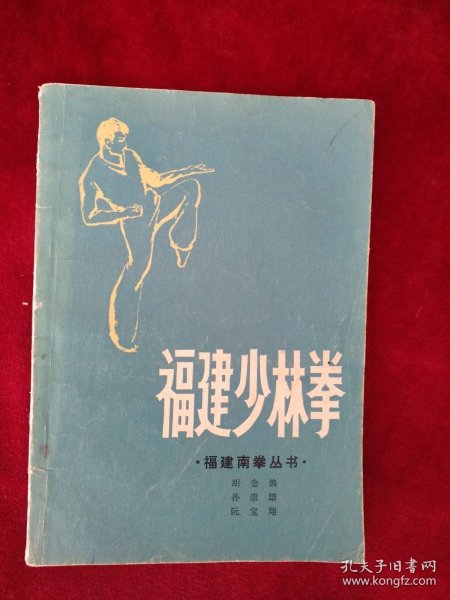 福建少林拳
·福建南拳丛书·
胡金焕
孙崇雄
阮宝翔
孔夫子旧书网
www.kongfz.com